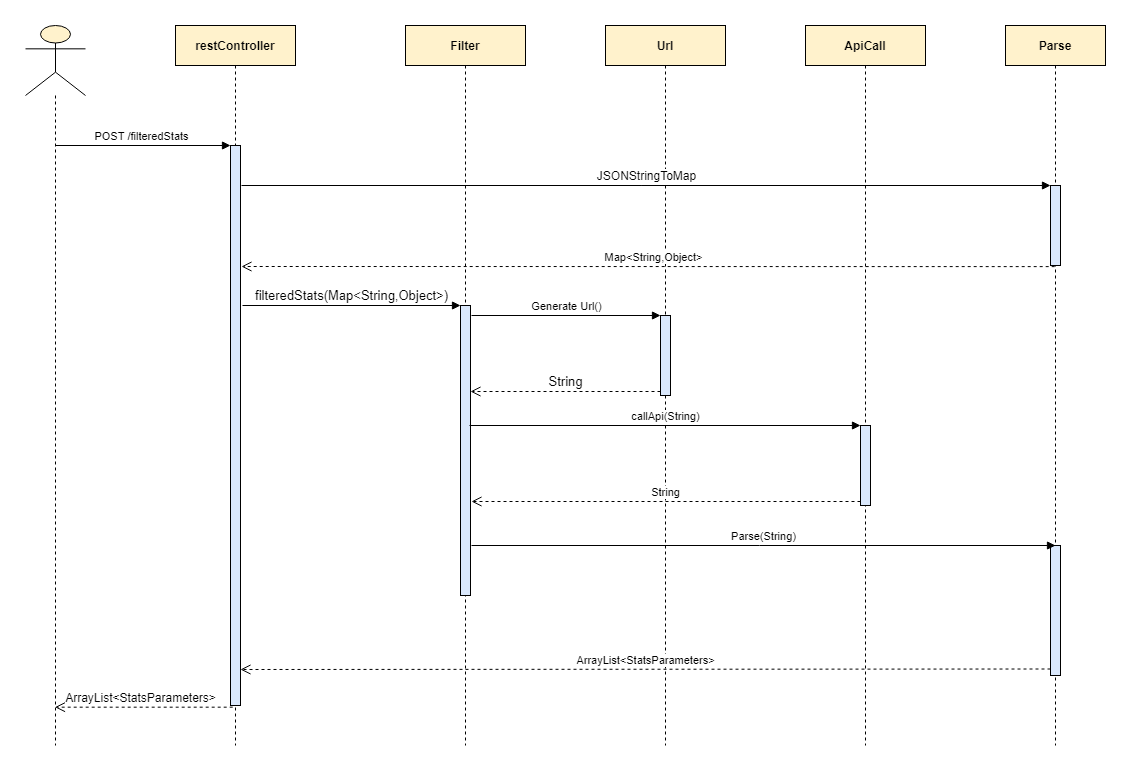 restController
Filter
Url
ApiCall
Parse
POST /filteredStats
JSONStringToMap
Map<String,Object>
filteredStats(Map<String,Object>)
Generate Url()
String
callApi(String)
String
Parse(String)
ArrayList<StatsParameters>
ArrayList<StatsParameters>